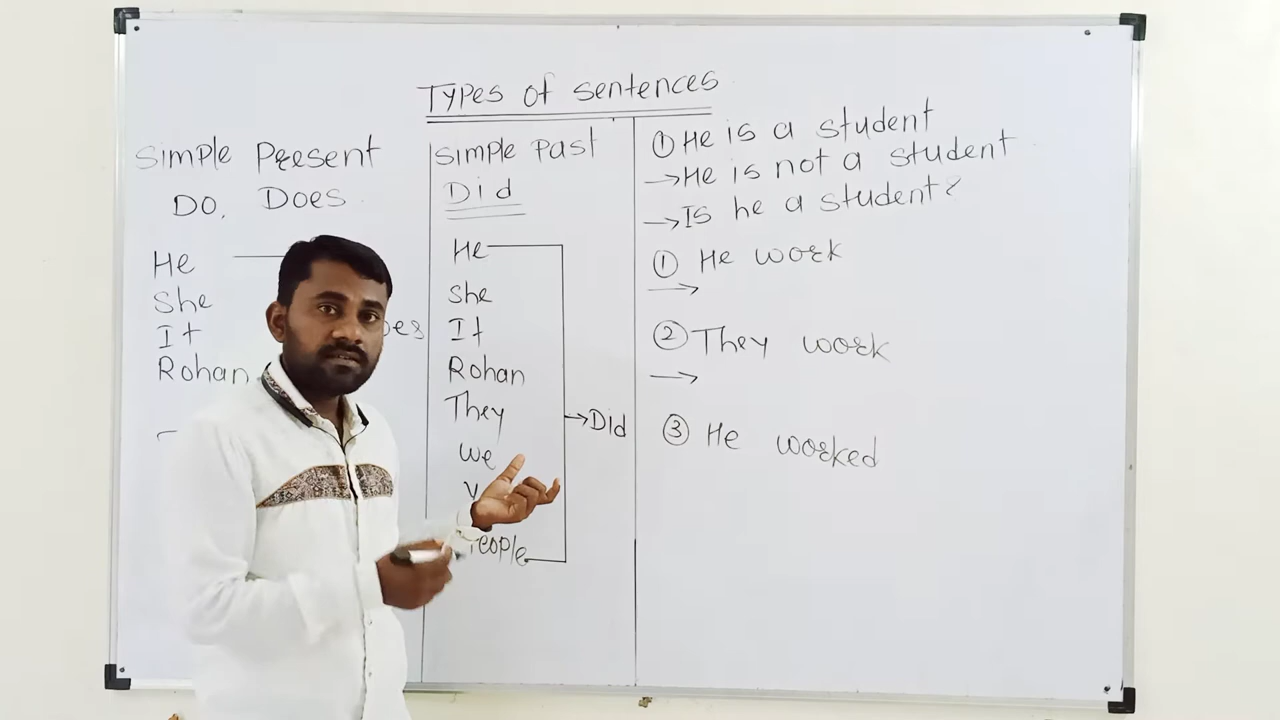 Types of sentences
Simple Present
Do, Does
He
She
It
Rohan
Simple Past
Did
He
She
It
Rohan
They
We
People
Did
① He is a student
→ He is not a student
→ Is he a student?
① He work
→
② They work
→
③ He worked